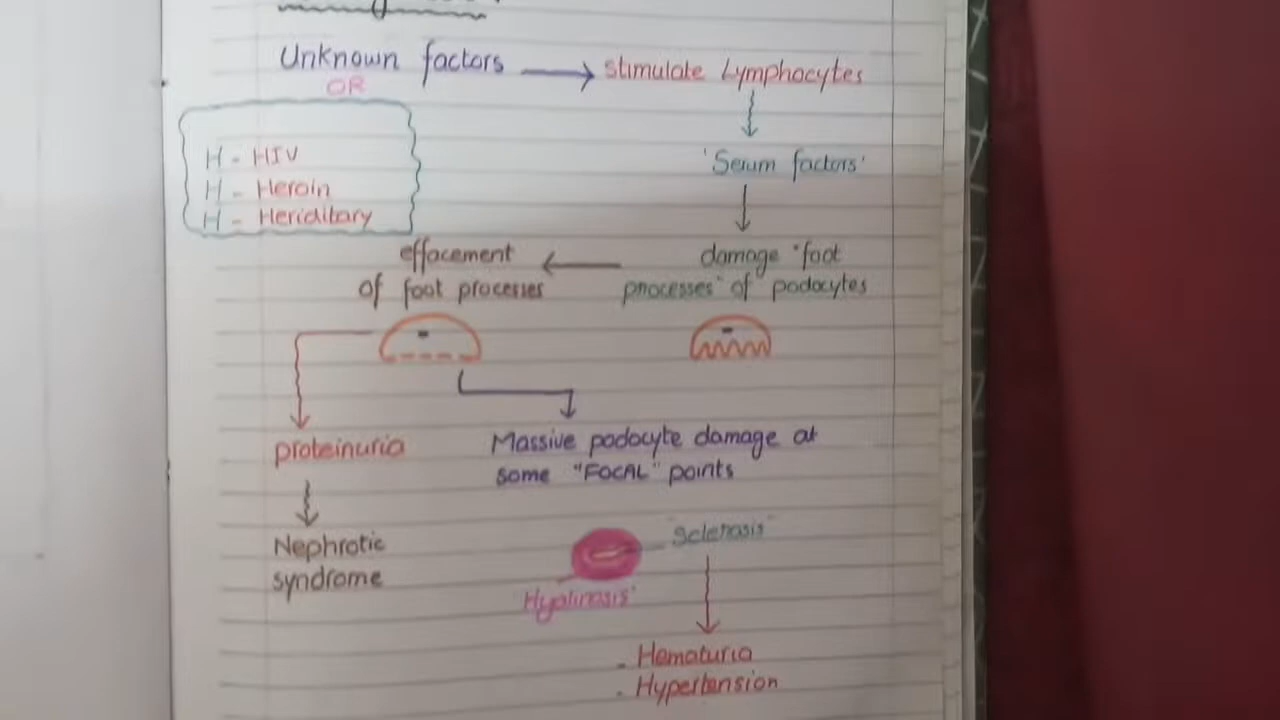 Unknown factors → stimulate Lymphocytes
OR
H - HIV
H - Heroin
H - Heriditary
'Serum factors'
damage "foot
processes" of podocytes
effacement
of foot processes
proteinuria
Massive podocyte damage at
some "FOCAL" points
Nephrotic
syndrome
"Sclerosis"
"Hyalinosis"
- Hematuria
- Hypertension